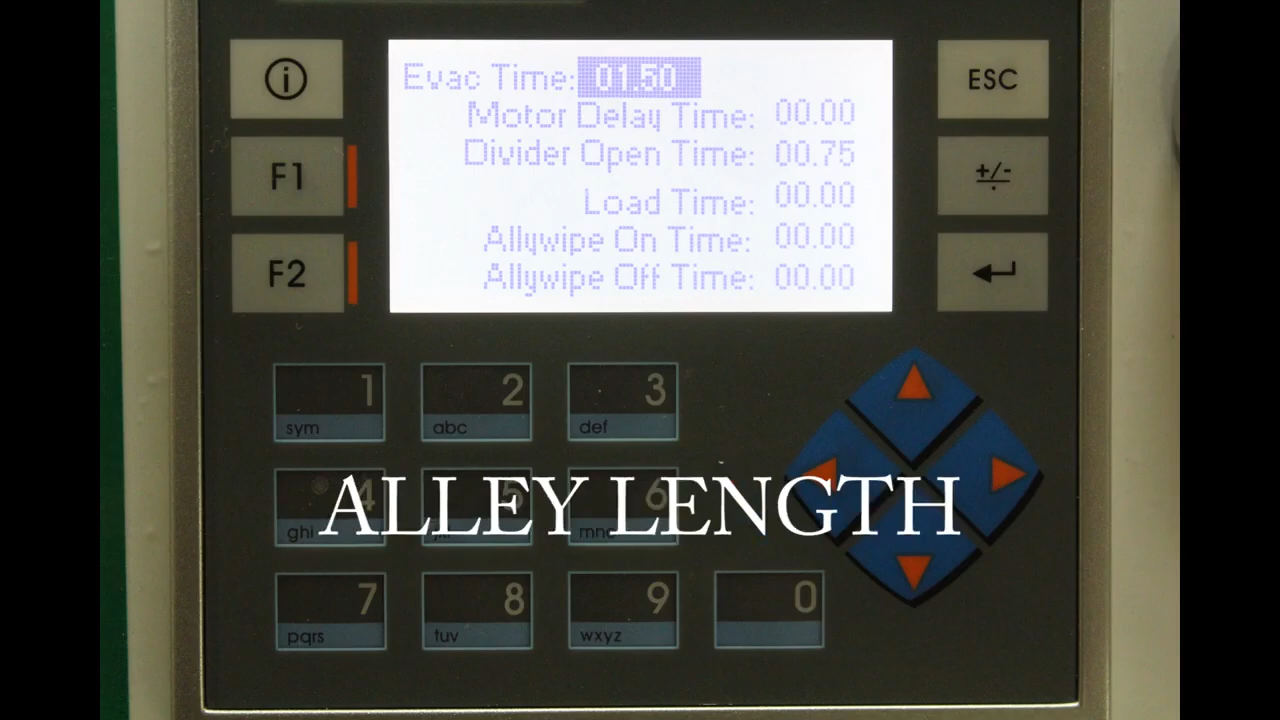 Evac Time: 01.50
Motor Delay Time: 00.00
Divider Open Time: 00.75
Load Time: 00.00
Allywipe On Time: 00.00
Allywipe Off Time: 00.00
ESC
F1
+/-
F2
1 2 3
sym abc def
4 5 6
ghi
ALLEY LENGTH
7 8 9 0
pqrs tuv wxyz